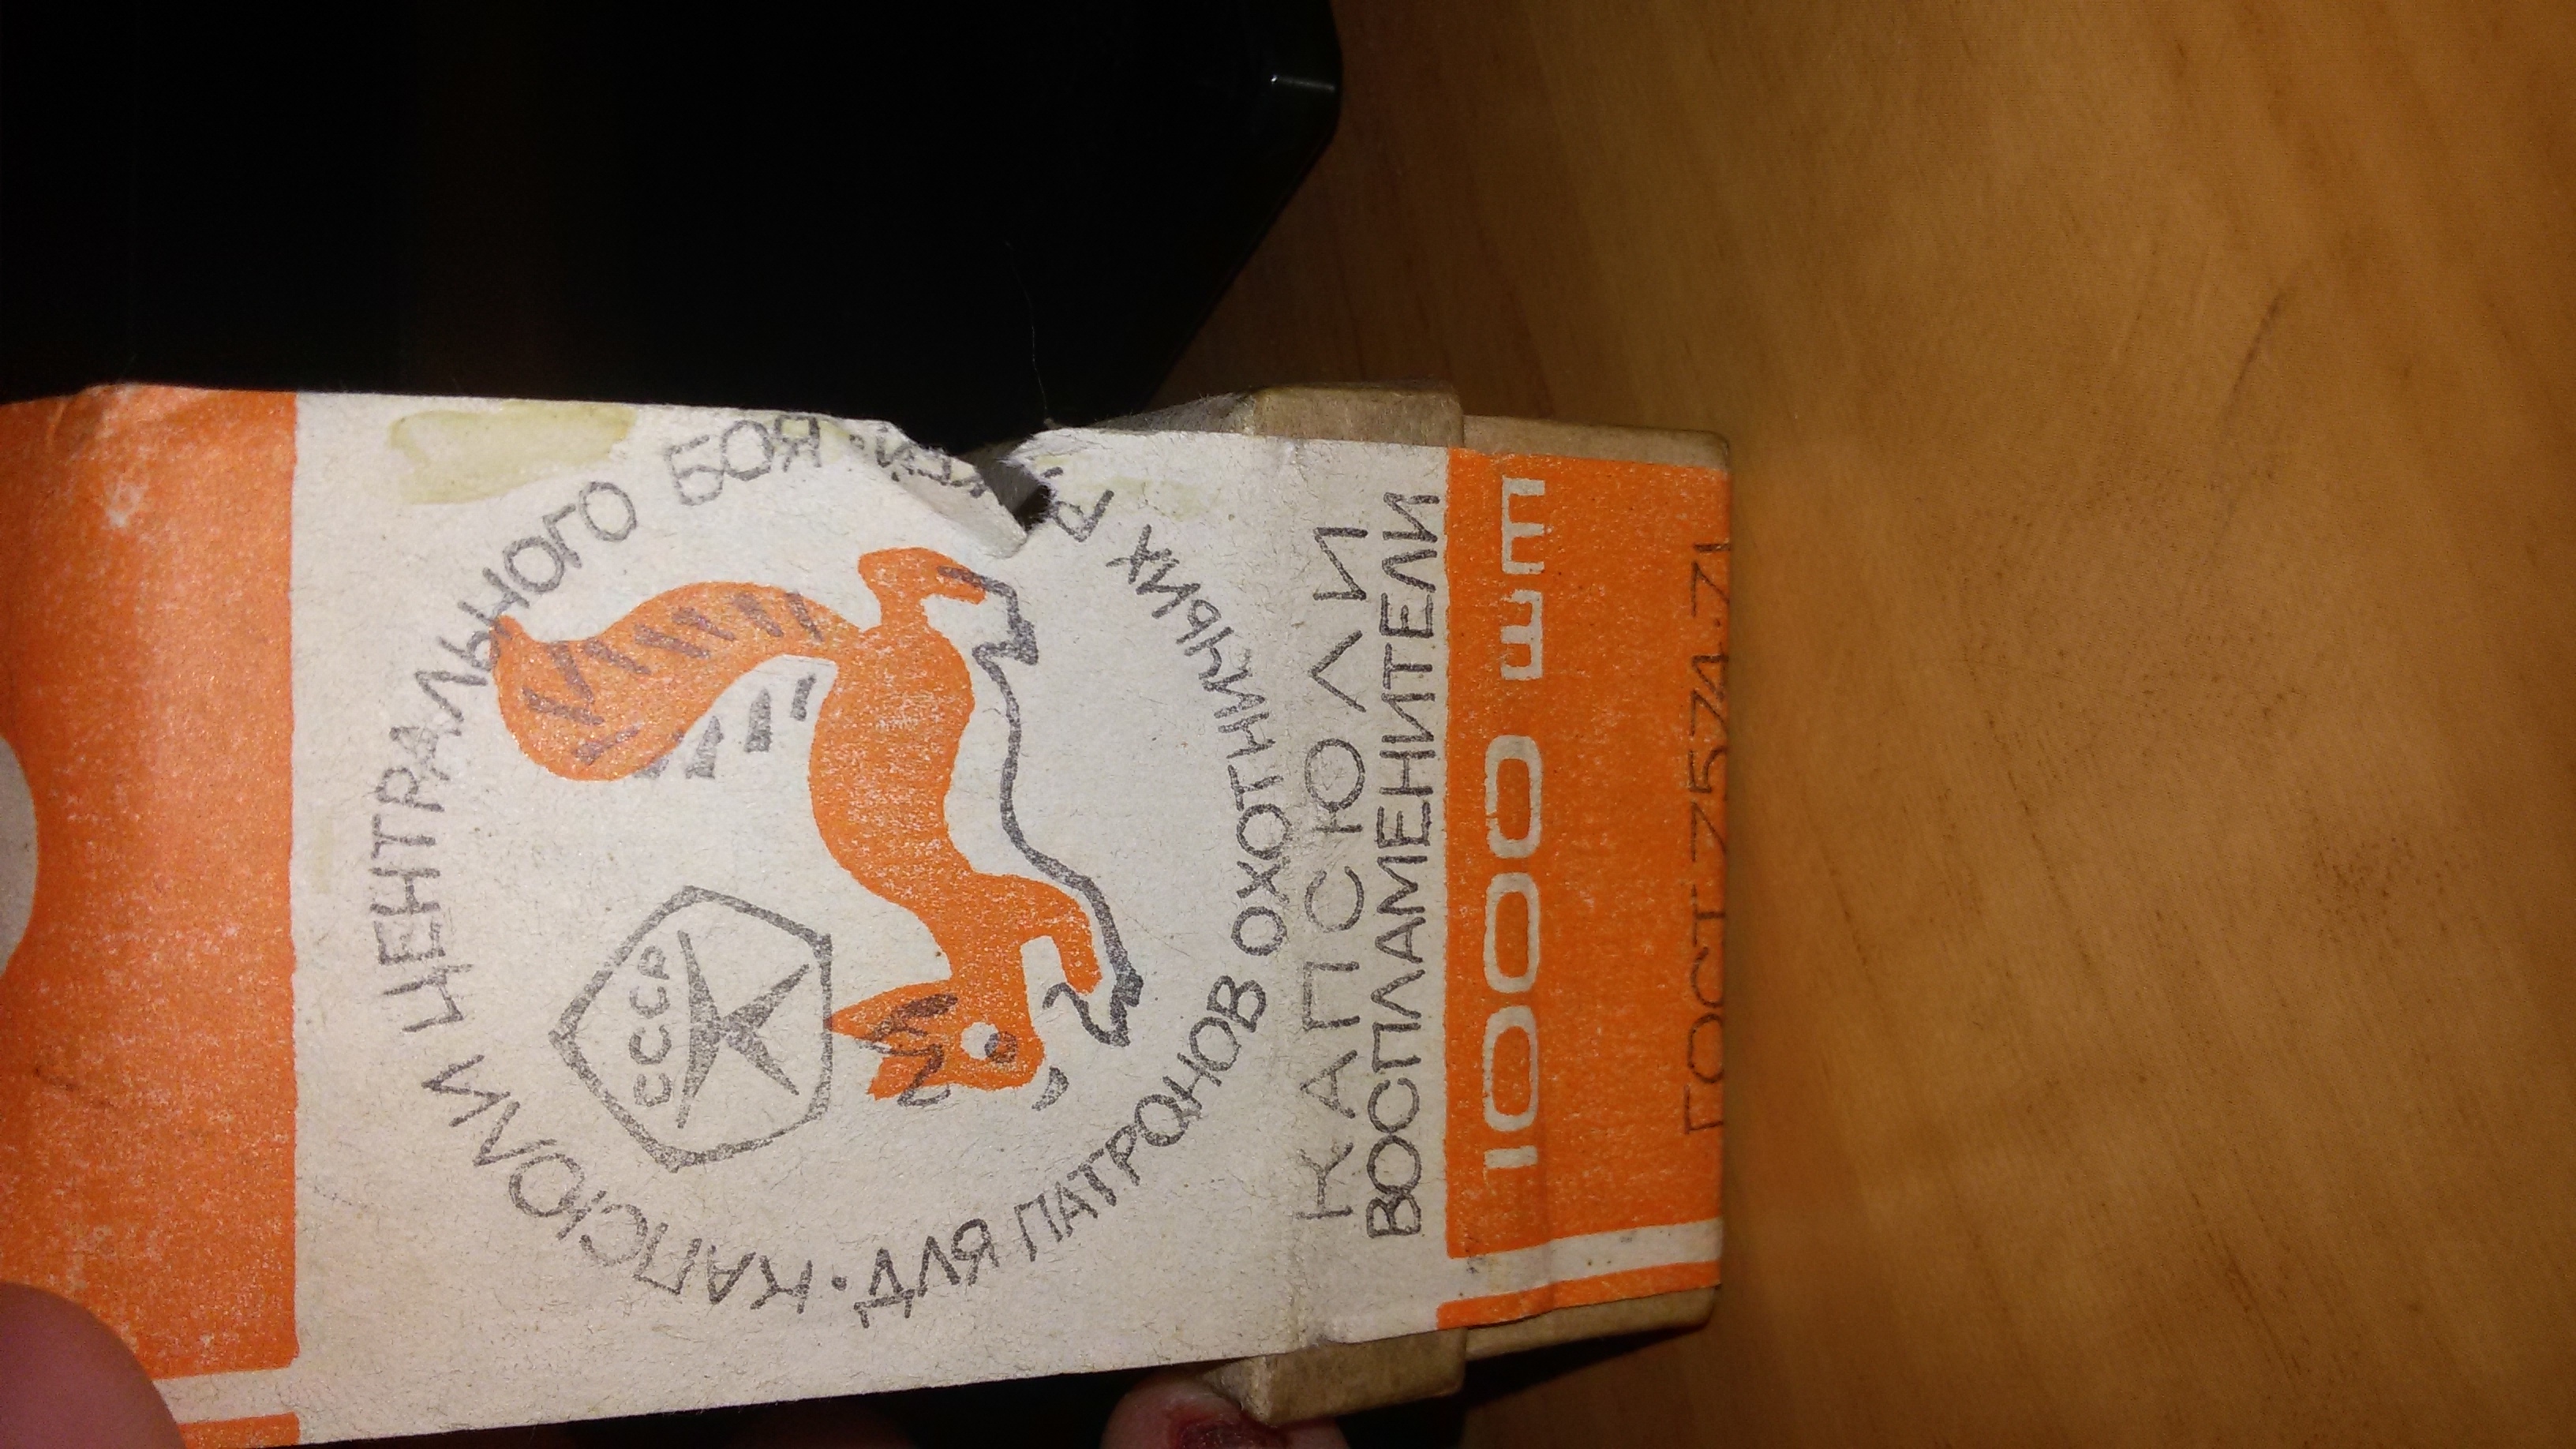 КАПСЮЛИ ЦЕНТРАЛЬНОГО БОЯ •
• ДЛЯ ПАТРОНОВ ОХОТНИЧЬИХ
СССР
КАПСЮЛИ
ВОСПЛАМЕНИТЕЛИ
1000 шт
ГОСТ 7574-71